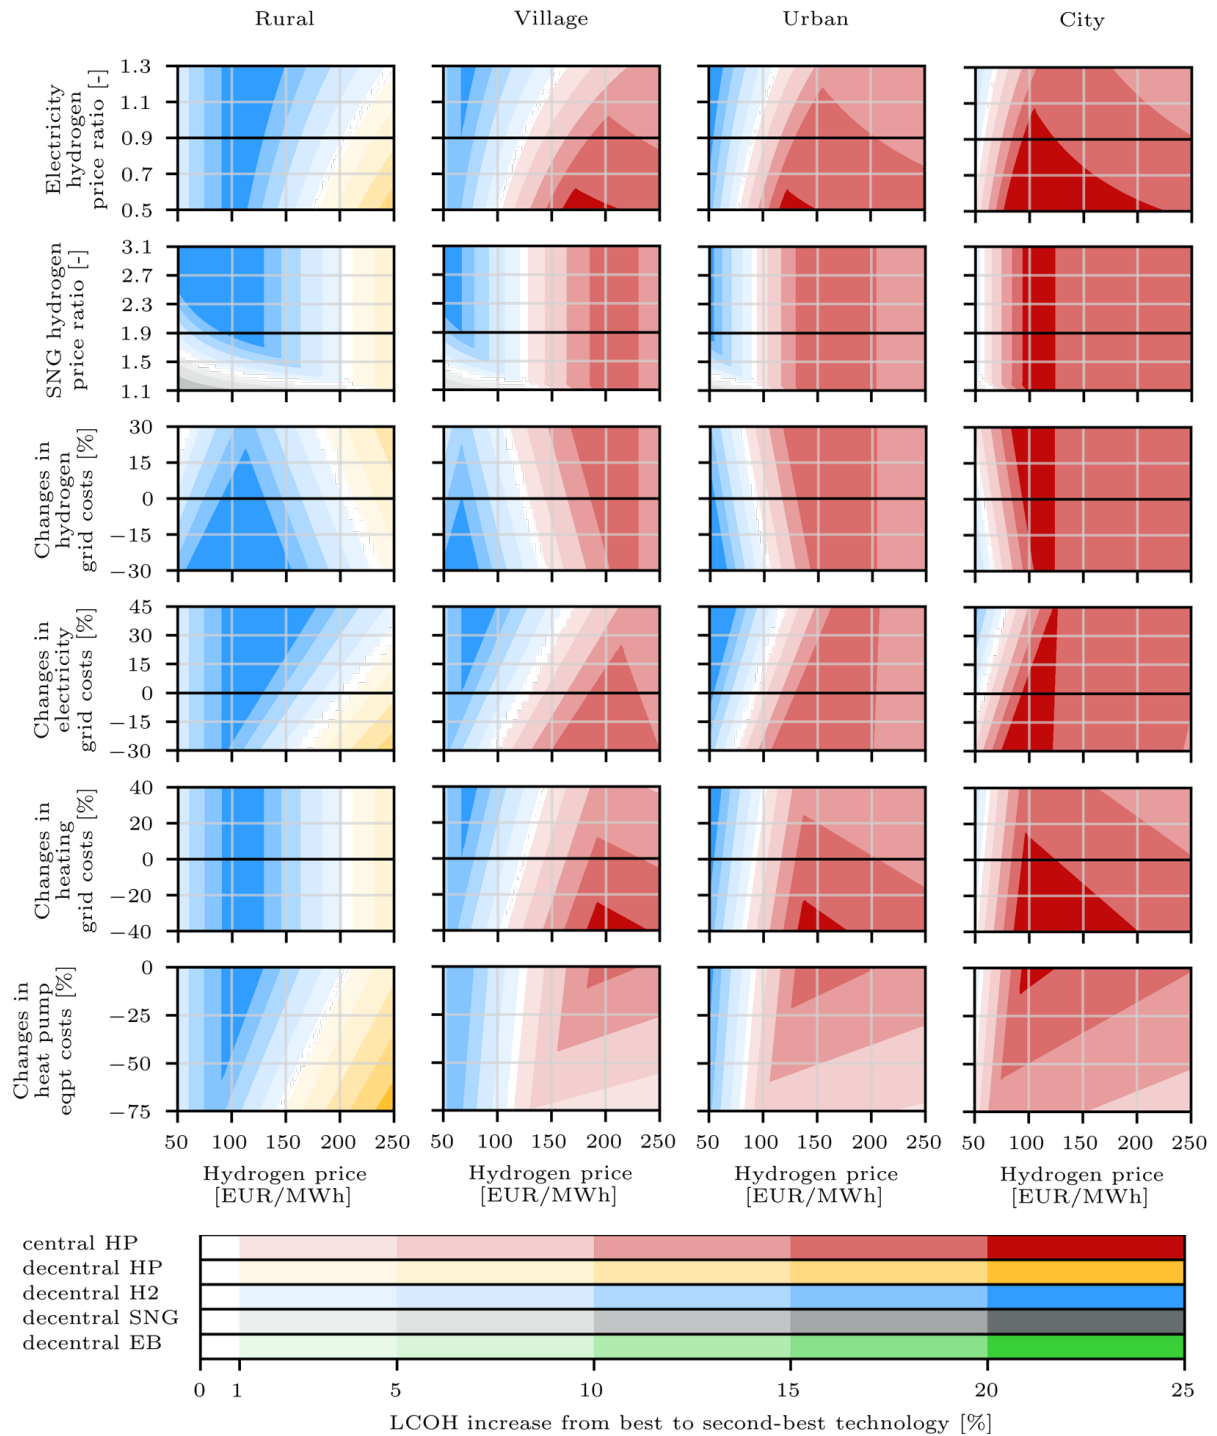 Rural Village Urban City
Electricity
hydrogen
price ratio [-]
1.3
1.1
0.9
0.7
0.5
SNG hydrogen
price ratio [-]
3.1
2.7
2.3
1.9
1.5
1.1
Changes in
hydrogen
grid costs [%]
30
15
0
−15
−30
Changes in
electricity
grid costs [%]
45
30
15
0
−15
−30
Changes in
heating
grid costs [%]
40
20
0
−20
−40
Changes in
heat pump
eqpt costs [%]
0
−25
−50
−75
50 100 150 200 250 50 100 150 200 250 50 100 150 200 250 50 100 150 200 250
Hydrogen price Hydrogen price Hydrogen price Hydrogen price
[EUR/MWh] [EUR/MWh] [EUR/MWh] [EUR/MWh]
central HP
decentral HP
decentral H2
decentral SNG
decentral EB
0 1 5 10 15 20 25
LCOH increase from best to second-best technology [%]